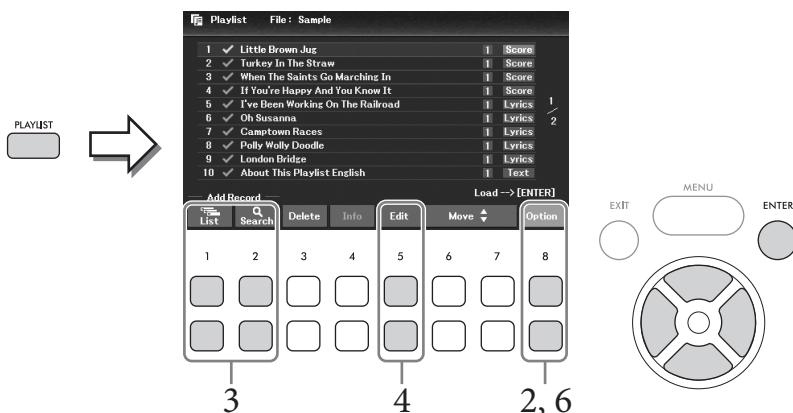 Playlist File: Sample
1 Little Brown Jug 1 Score
2 Turkey In The Straw 1 Score
3 When The Saints Go Marching In 1 Score
4 If You're Happy And You Know It 1 Score
5 I've Been Working On The Railroad 1 Lyrics
6 Oh Susanna 1 Lyrics
7 Camptown Races 1 Lyrics
8 Polly Wolly Doodle 1 Lyrics
9 London Bridge 1 Lyrics
10 About This Playlist English 1 Text
1/2
Add Record Load-->[ENTER]
List Search Delete Info Edit Move Option
PLAYLIST
EXIT MENU ENTER
1 2 3 4 5 6 7 8
3 4 2, 6